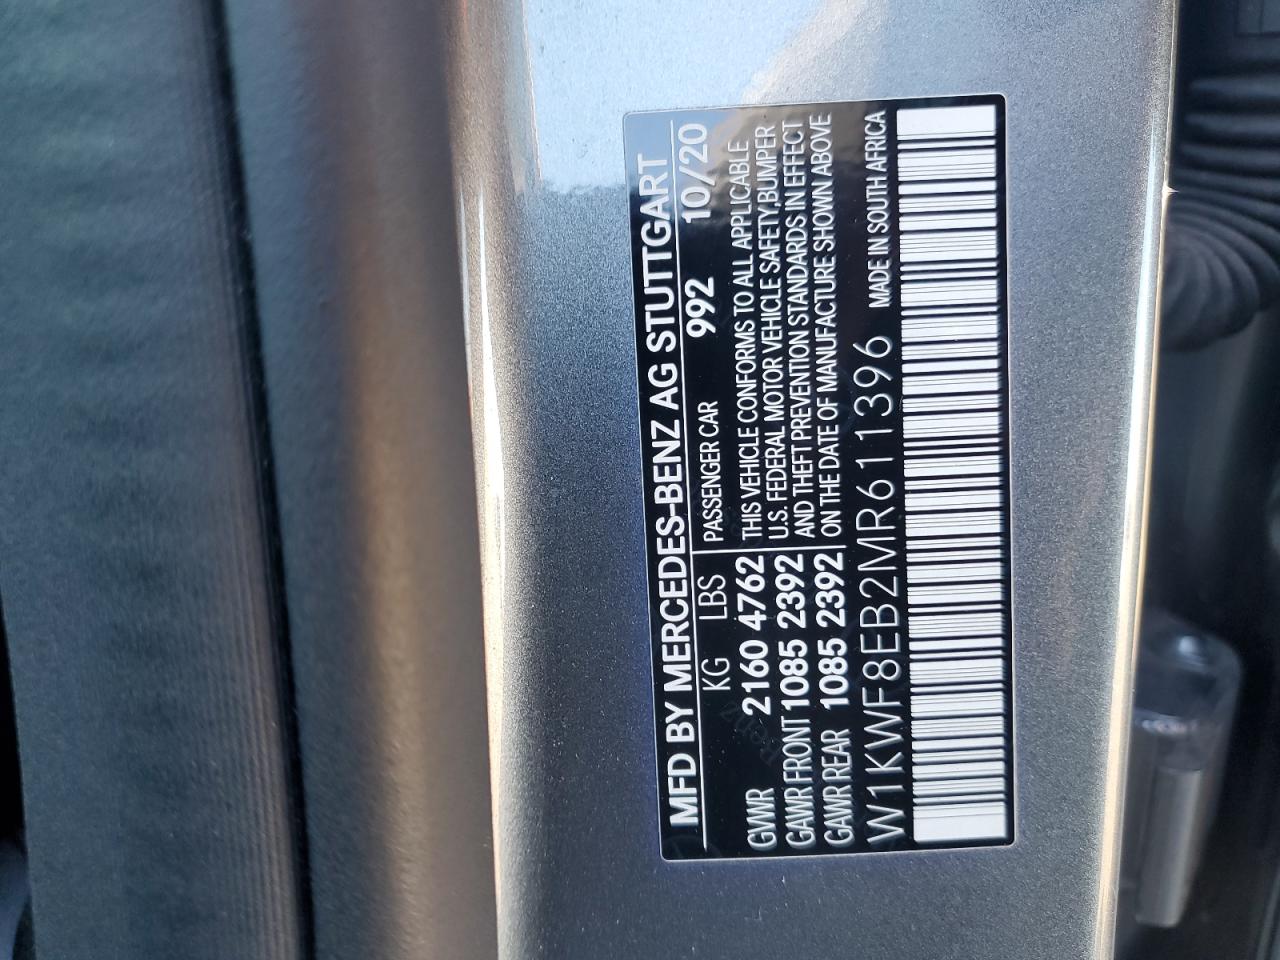 MFD BY MERCEDES-BENZ AG STUTTGART
KG LBS PASSENGER CAR 992 10/20
GVWR 2160 4762 THIS VEHICLE CONFORMS TO ALL APPLICABLE
U.S. FEDERAL MOTOR VEHICLE SAFETY,BUMPER
GAWR FRONT 1085 2392 AND THEFT PREVENTION STANDARDS IN EFFECT
GAWR REAR 1085 2392 ON THE DATE OF MANUFACTURE SHOWN ABOVE
W1KWF8EB2MR611396 MADE IN SOUTH AFRICA